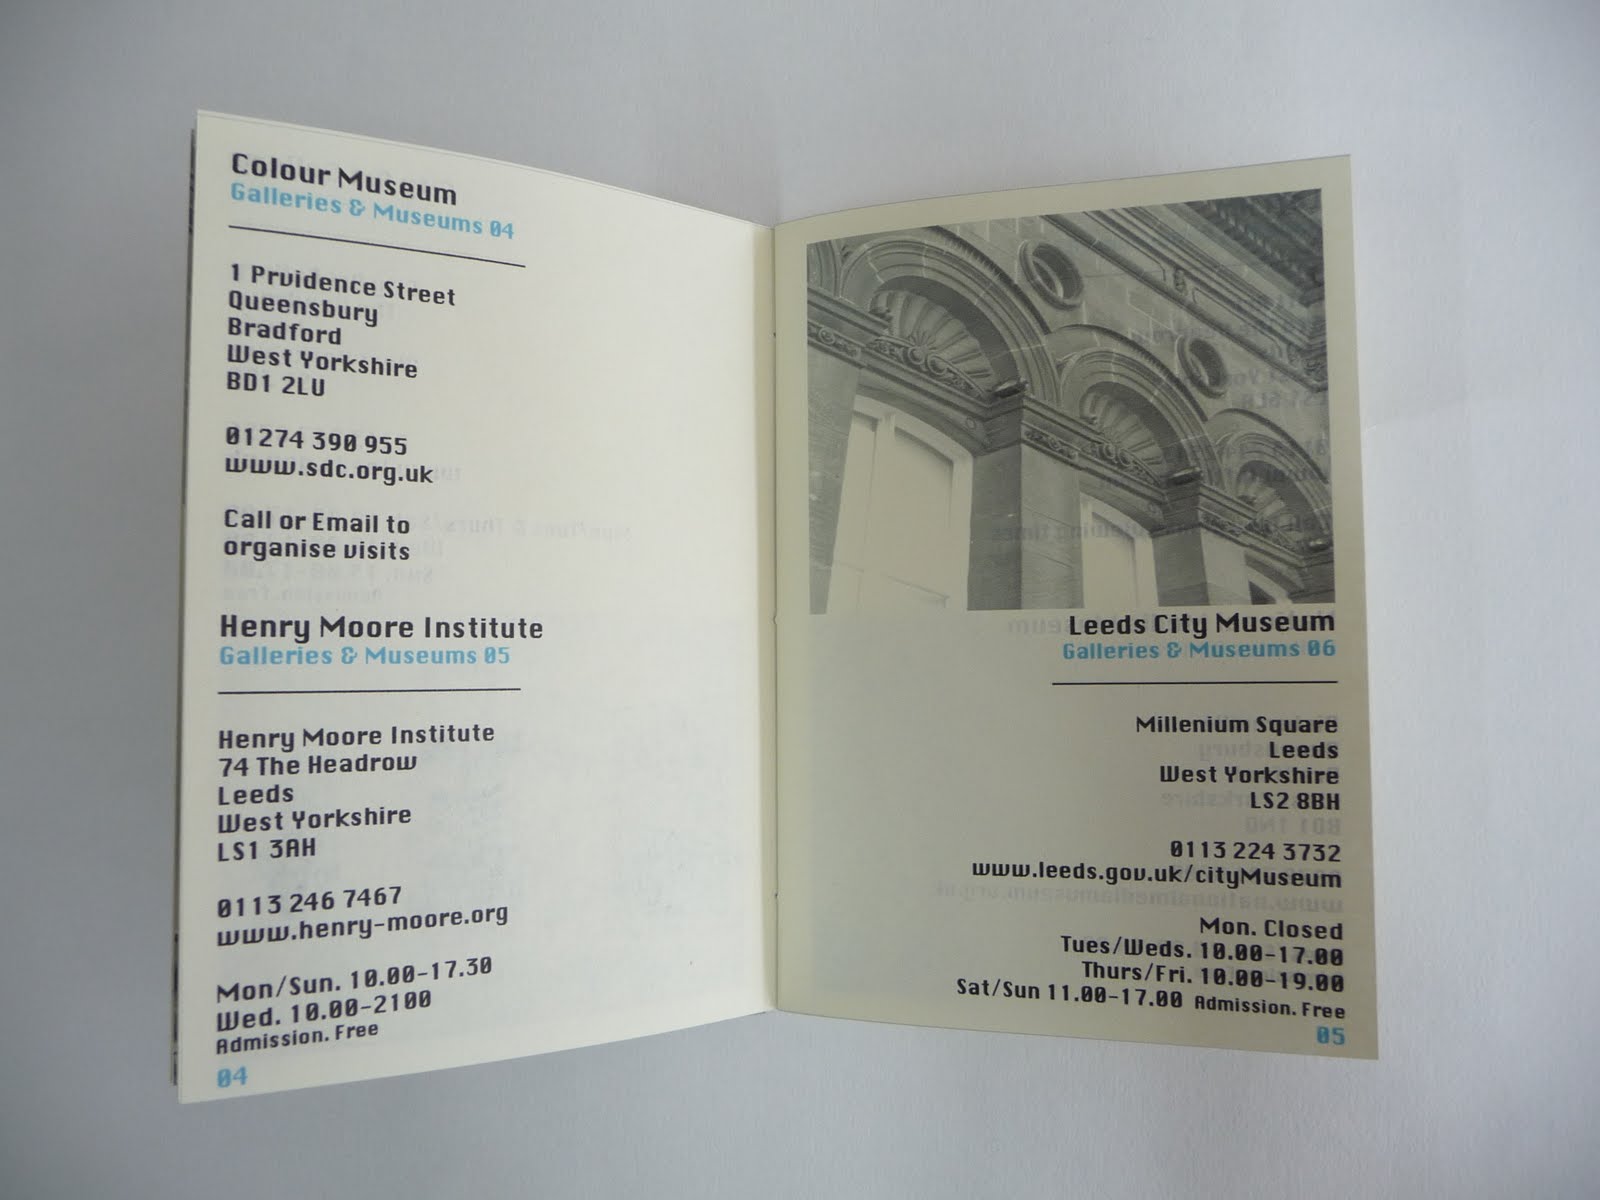 Colour Museum
Galleries & Museums 04
1 Prvidence Street
Queensbury
Bradford
West Yorkshire
BD1 2LU
01274 390 955
www.sdc.org.uk
Call or Email to
organise visits
Henry Moore Institute
Galleries & Museums 05
Henry Moore Institute
74 The Headrow
Leeds
West Yorkshire
LS1 3AH
0113 246 7467
www.henry-moore.org
Mon/Sun. 10.00-17.30
Wed. 10.00-2100
Admission. Free
04
Leeds City Museum
Galleries & Museums 06
Millenium Square
Leeds
West Yorkshire
LS2 8BH
0113 224 3732
www.leeds.gov.uk/cityMuseum
Mon. Closed
Tues/Weds. 10.00-17.00
Thurs/Fri. 10.00-19.00
Sat/Sun 11.00-17.00 Admission. Free
05